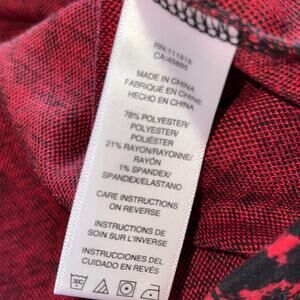 RN:111818
CA:45885
MADE IN CHINA
FABRIQUÉ EN CHINE
HECHO EN CHINA
78% POLYESTER/
POLYESTER/
POLIÉSTER
21% RAYON/RAYONNE/
RAYÓN
1% SPANDEX/
SPANDEX/ELASTANO
CARE INSTRUCTIONS
ON REVERSE
INSTRUCTIONS DE
SOIN SUR L'INVERSE
INSTRUCCIONES DEL
CUIDADO EN REVÉS
30C